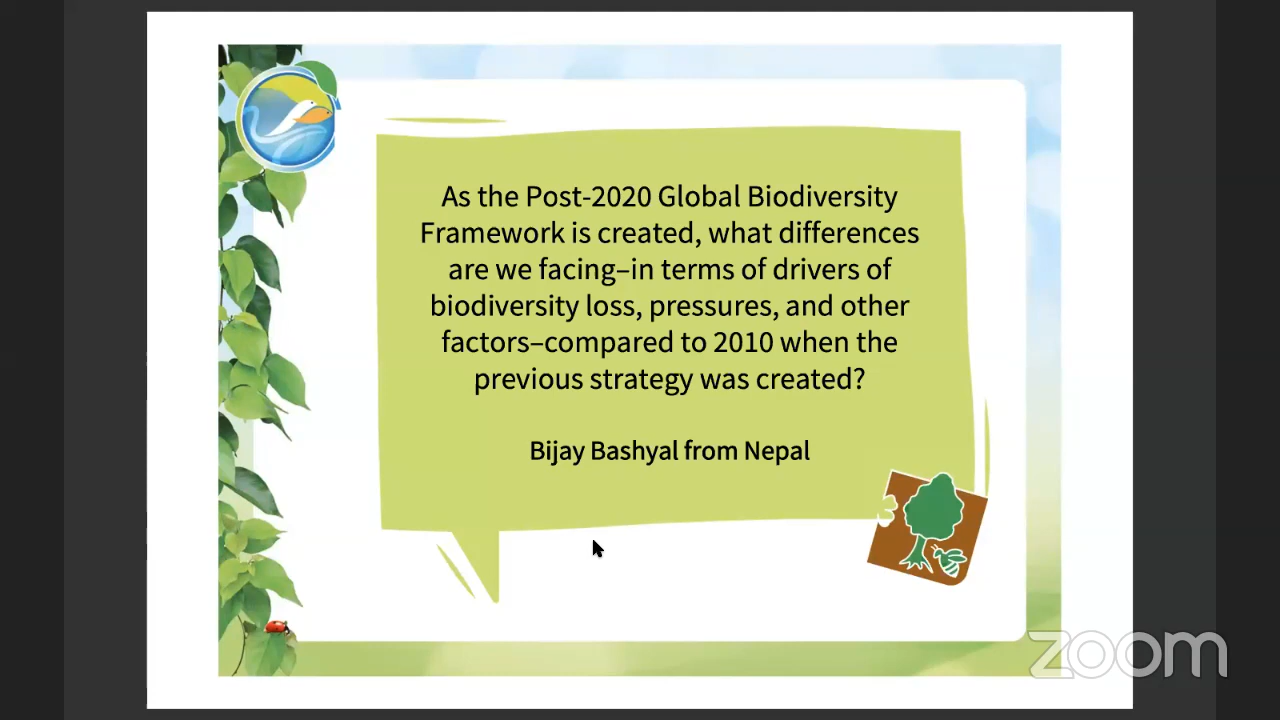 As the Post-2020 Global Biodiversity
Framework is created, what differences
are we facing–in terms of drivers of
biodiversity loss, pressures, and other
factors–compared to 2010 when the
previous strategy was created?
Bijay Bashyal from Nepal
zoom